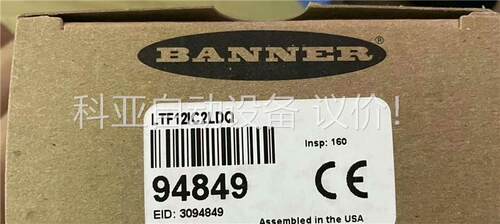 BANNER
科亚自动设备 议价!
LTF12IC2LDQ
Insp: 160
94849
EID: 3094849
CE
Assembled in the USA